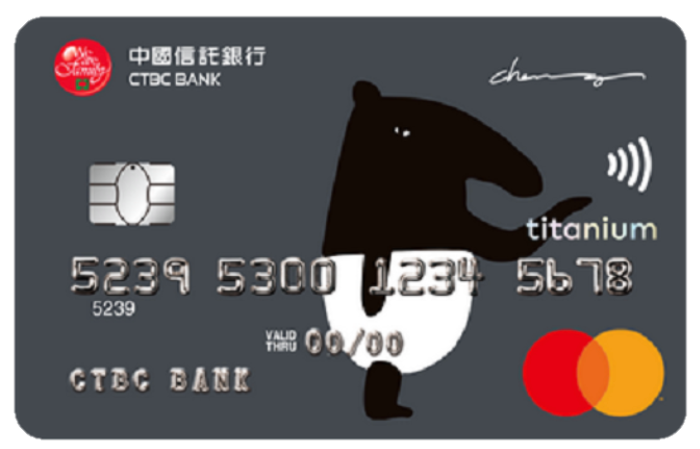 中國信託銀行
CTBC BANK
titanium
5239 5300 1234 5678
5239
VALID THRU 00/00
CTBC BANK